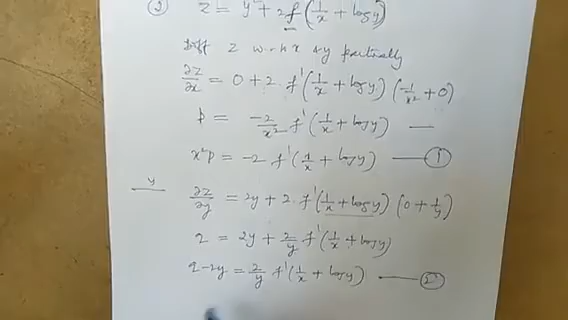 ② z = y² + 2f(1/x + log y)
Diff z w.r.t x & y partially
∂z/∂x = 0 + 2 f'(1/x + log y) (-1/x² + 0)
p = -2/x² f'(1/x + log y) —
x²p = -2 f'(1/x + log y) — ①
y ∂z/∂y = 2y + 2 f'(1/x + log y) (0 + 1/y)
q = 2y + 2/y f'(1/x + log y)
q - 2y = 2/y f'(1/x + log y) — ②